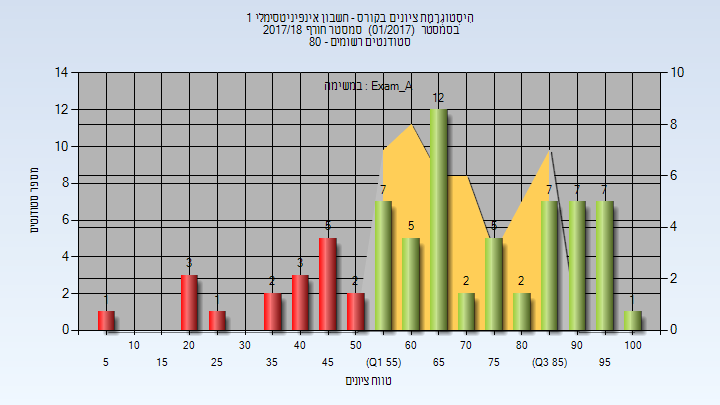 היסטוגרמת ציונים בקורס - חשבון אינפיניטסימלי 1
בסמסטר (01/2017) סמסטר חורף 2017/18
סטודנטים רשומים - 80
במשימה : Exam_A
14 12 10 8 6 4 2 0
מספר סטודנטים
10 8 6 4 2 0
1 3 1 2 3 5 2 7 5 12 2 5 2 7 7 7 1
10 20 30 40 50 60 70 80 90 100
5 15 25 35 45 (Q1 55) 65 75 (Q3 85) 95
טווח ציונים